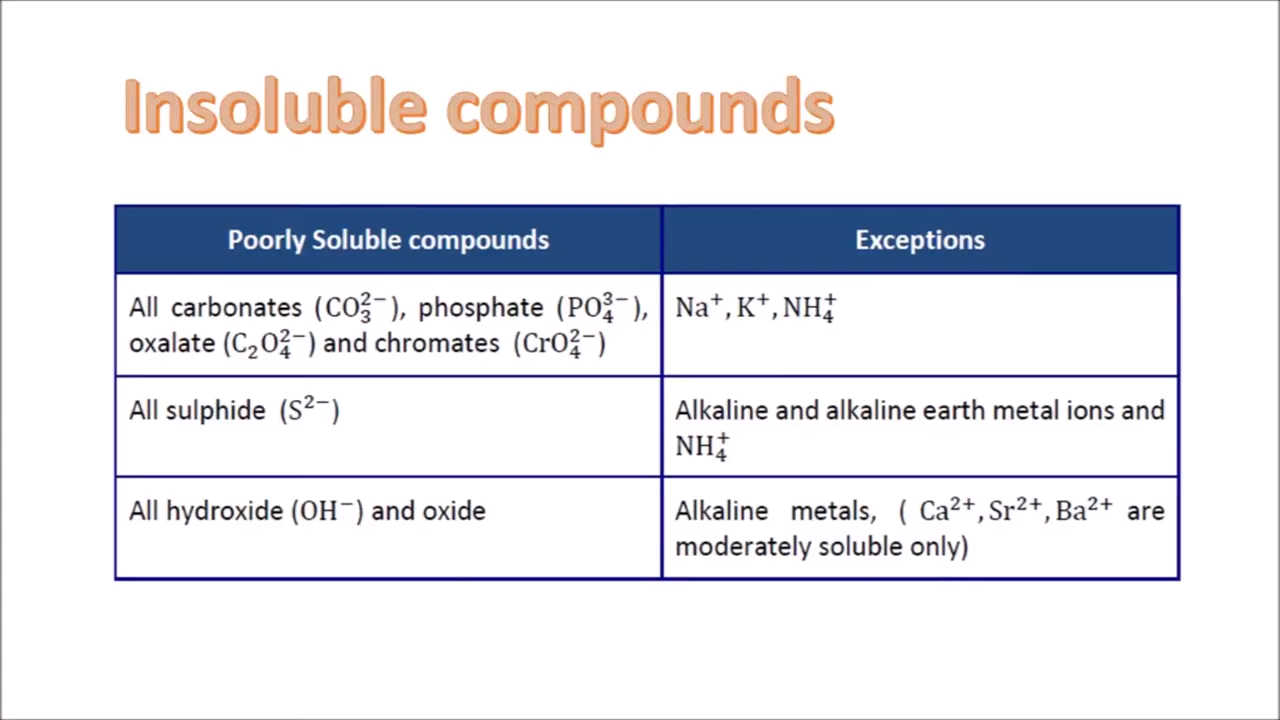 Insoluble compounds
Poorly Soluble compounds
Exceptions
All carbonates (CO₃²⁻), phosphate (PO₄³⁻),
oxalate (C₂O₄²⁻) and chromates (CrO₄²⁻)
Na⁺, K⁺, NH₄⁺
All sulphide (S²⁻)
Alkaline and alkaline earth metal ions and
NH₄⁺
All hydroxide (OH⁻) and oxide
Alkaline metals, ( Ca²⁺, Sr²⁺, Ba²⁺ are
moderately soluble only)